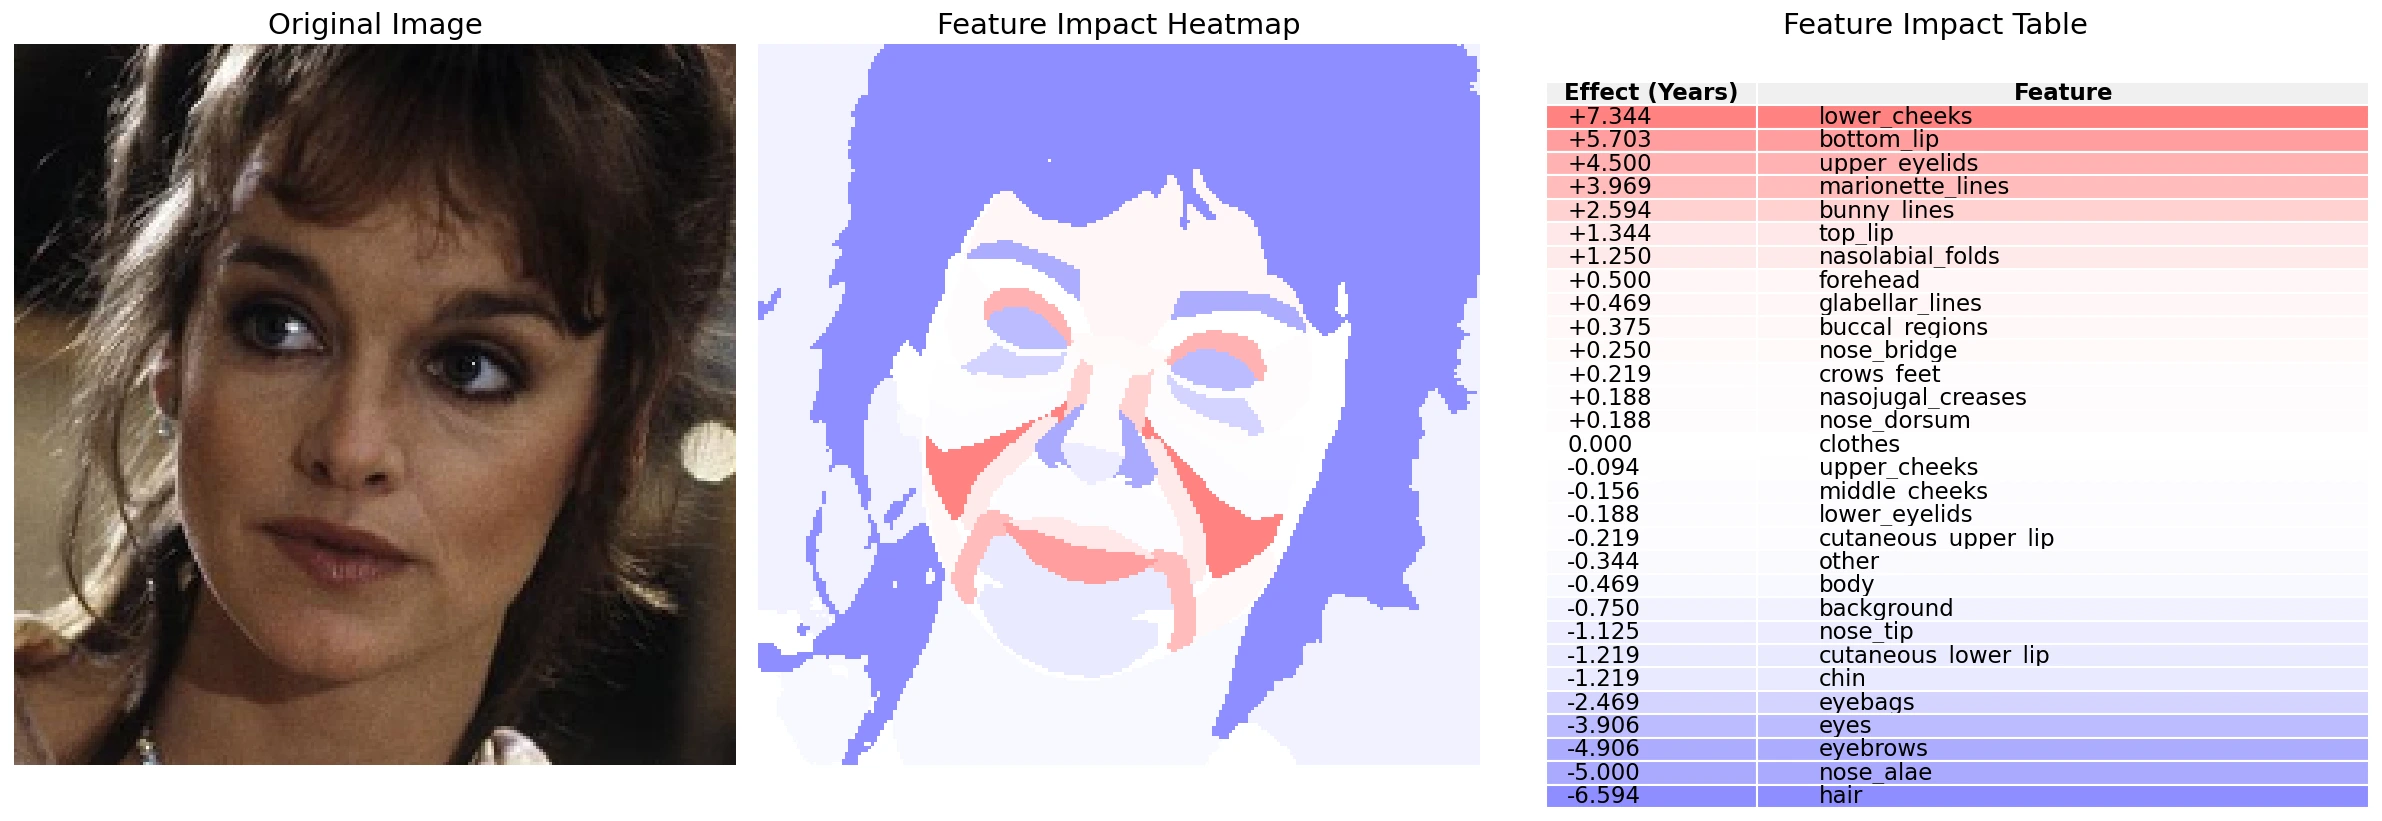 Original Image
Feature Impact Heatmap
Feature Impact Table
Effect (Years) Feature
+7.344 lower_cheeks
+5.703 bottom_lip
+4.500 upper_eyelids
+3.969 marionette_lines
+2.594 bunny_lines
+1.344 top_lip
+1.250 nasolabial_folds
+0.500 forehead
+0.469 glabellar_lines
+0.375 buccal_regions
+0.250 nose_bridge
+0.219 crows_feet
+0.188 nasojugal_creases
+0.188 nose_dorsum
0.000 clothes
-0.094 upper_cheeks
-0.156 middle_cheeks
-0.188 lower_eyelids
-0.219 cutaneous_upper_lip
-0.344 other
-0.469 body
-0.750 background
-1.125 nose_tip
-1.219 cutaneous_lower_lip
-1.219 chin
-2.469 eyebags
-3.906 eyes
-4.906 eyebrows
-5.000 nose_alae
-6.594 hair